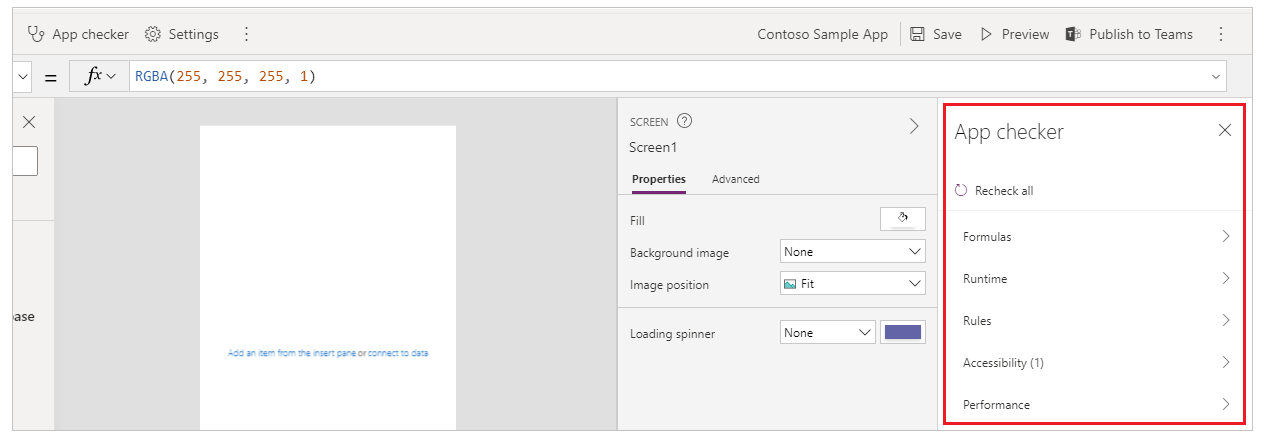 App checker Settings Contoso Sample App Save Preview Publish to Teams
= fx RGBA(255, 255, 255, 1)
SCREEN
Screen1
Properties Advanced
Fill
Background image None
Image position Fit
Loading spinner None
ase
Add an item from the insert pane or connect to data
App checker
Recheck all
Formulas
Runtime
Rules
Accessibility (1)
Performance